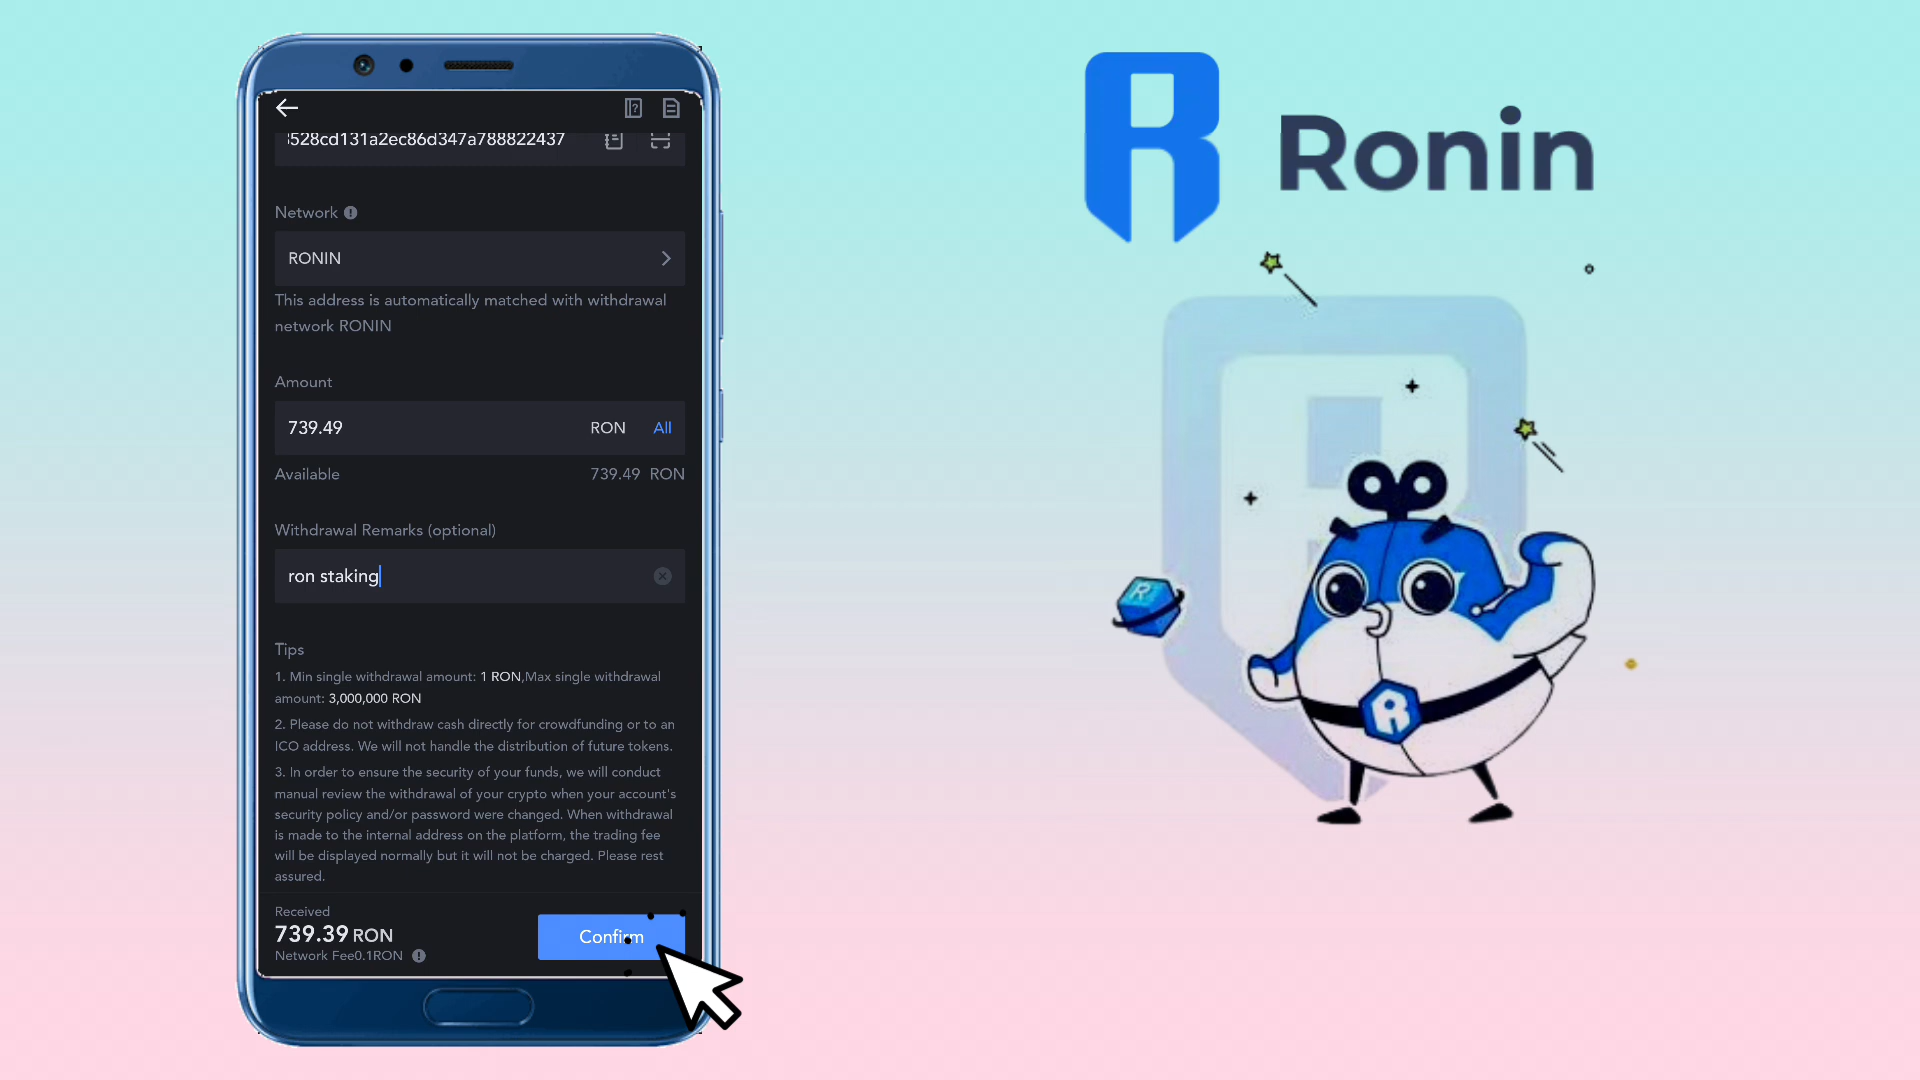 3528cd131a2ec86d347a788822437
Network
RONIN
This address is automatically matched with withdrawal
network RONIN
Amount
739.49 RON All
Available 739.49 RON
Withdrawal Remarks (optional)
ron staking
Tips
1. Min single withdrawal amount: 1 RON,Max single withdrawal
amount: 3,000,000 RON
2. Please do not withdraw cash directly for crowdfunding or to an
ICO address. We will not handle the distribution of future tokens.
3. In order to ensure the security of your funds, we will conduct
manual review the withdrawal of your crypto when your account's
security policy and/or password were changed. When withdrawal
is made to the internal address on the platform, the trading fee
will be displayed normally but it will not be charged. Please rest
assured.
Received
739.39 RON
Network Fee0.1RON
Confirm
R Ronin
R
R